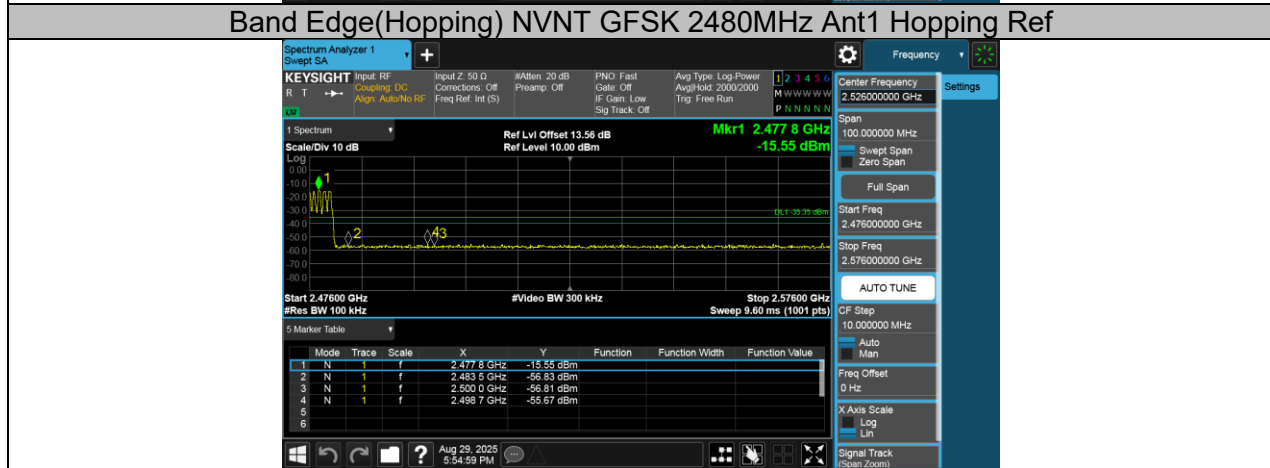 Band Edge(Hopping) NVNT GFSK 2480MHz Ant1 Hopping Ref
Spectrum Analyzer 1
Swept SA
+
Frequency
KEYSIGHT
R T
LXI
Input: RF
Coupling: DC
Align: Auto/No RF
Input Z: 50 Ω
Corrections: Off
Freq Ref: Int (S)
#Atten: 20 dB
Preamp: Off
PNO: Fast
Gate: Off
IF Gain: Low
Sig Track: Off
Avg Type: Log-Power
Avg|Hold: 2000/2000
Trig: Free Run
1 2 3 4 5 6
M W W W W W
P N N N N N
1 Spectrum
Scale/Div 10 dB
Ref Lvl Offset 13.56 dB
Ref Level 10.00 dBm
Mkr1 2.477 8 GHz
-15.55 dBm
Log
0.00
-10.0
-20.0
-30.0
-40.0
-50.0
-60.0
-70.0
-80.0
1
2
43
DL1 -35.35 dBm
Start 2.47600 GHz
#Res BW 100 kHz
#Video BW 300 kHz
Stop 2.57600 GHz
Sweep 9.60 ms (1001 pts)
5 Marker Table
Mode Trace Scale X Y Function Function Width Function Value
1 N 1 f 2.477 8 GHz -15.55 dBm
2 N 1 f 2.483 5 GHz -56.83 dBm
3 N 1 f 2.500 0 GHz -56.81 dBm
4 N 1 f 2.498 7 GHz -55.67 dBm
5
6
?
Aug 29, 2025
5:54:59 PM
Center Frequency
2.526000000 GHz
Settings
Span
100.000000 MHz
Swept Span
Zero Span
Full Span
Start Freq
2.476000000 GHz
Stop Freq
2.576000000 GHz
AUTO TUNE
CF Step
10.000000 MHz
Auto
Man
Freq Offset
0 Hz
X Axis Scale
Log
Lin
Signal Track
(Span Zoom)